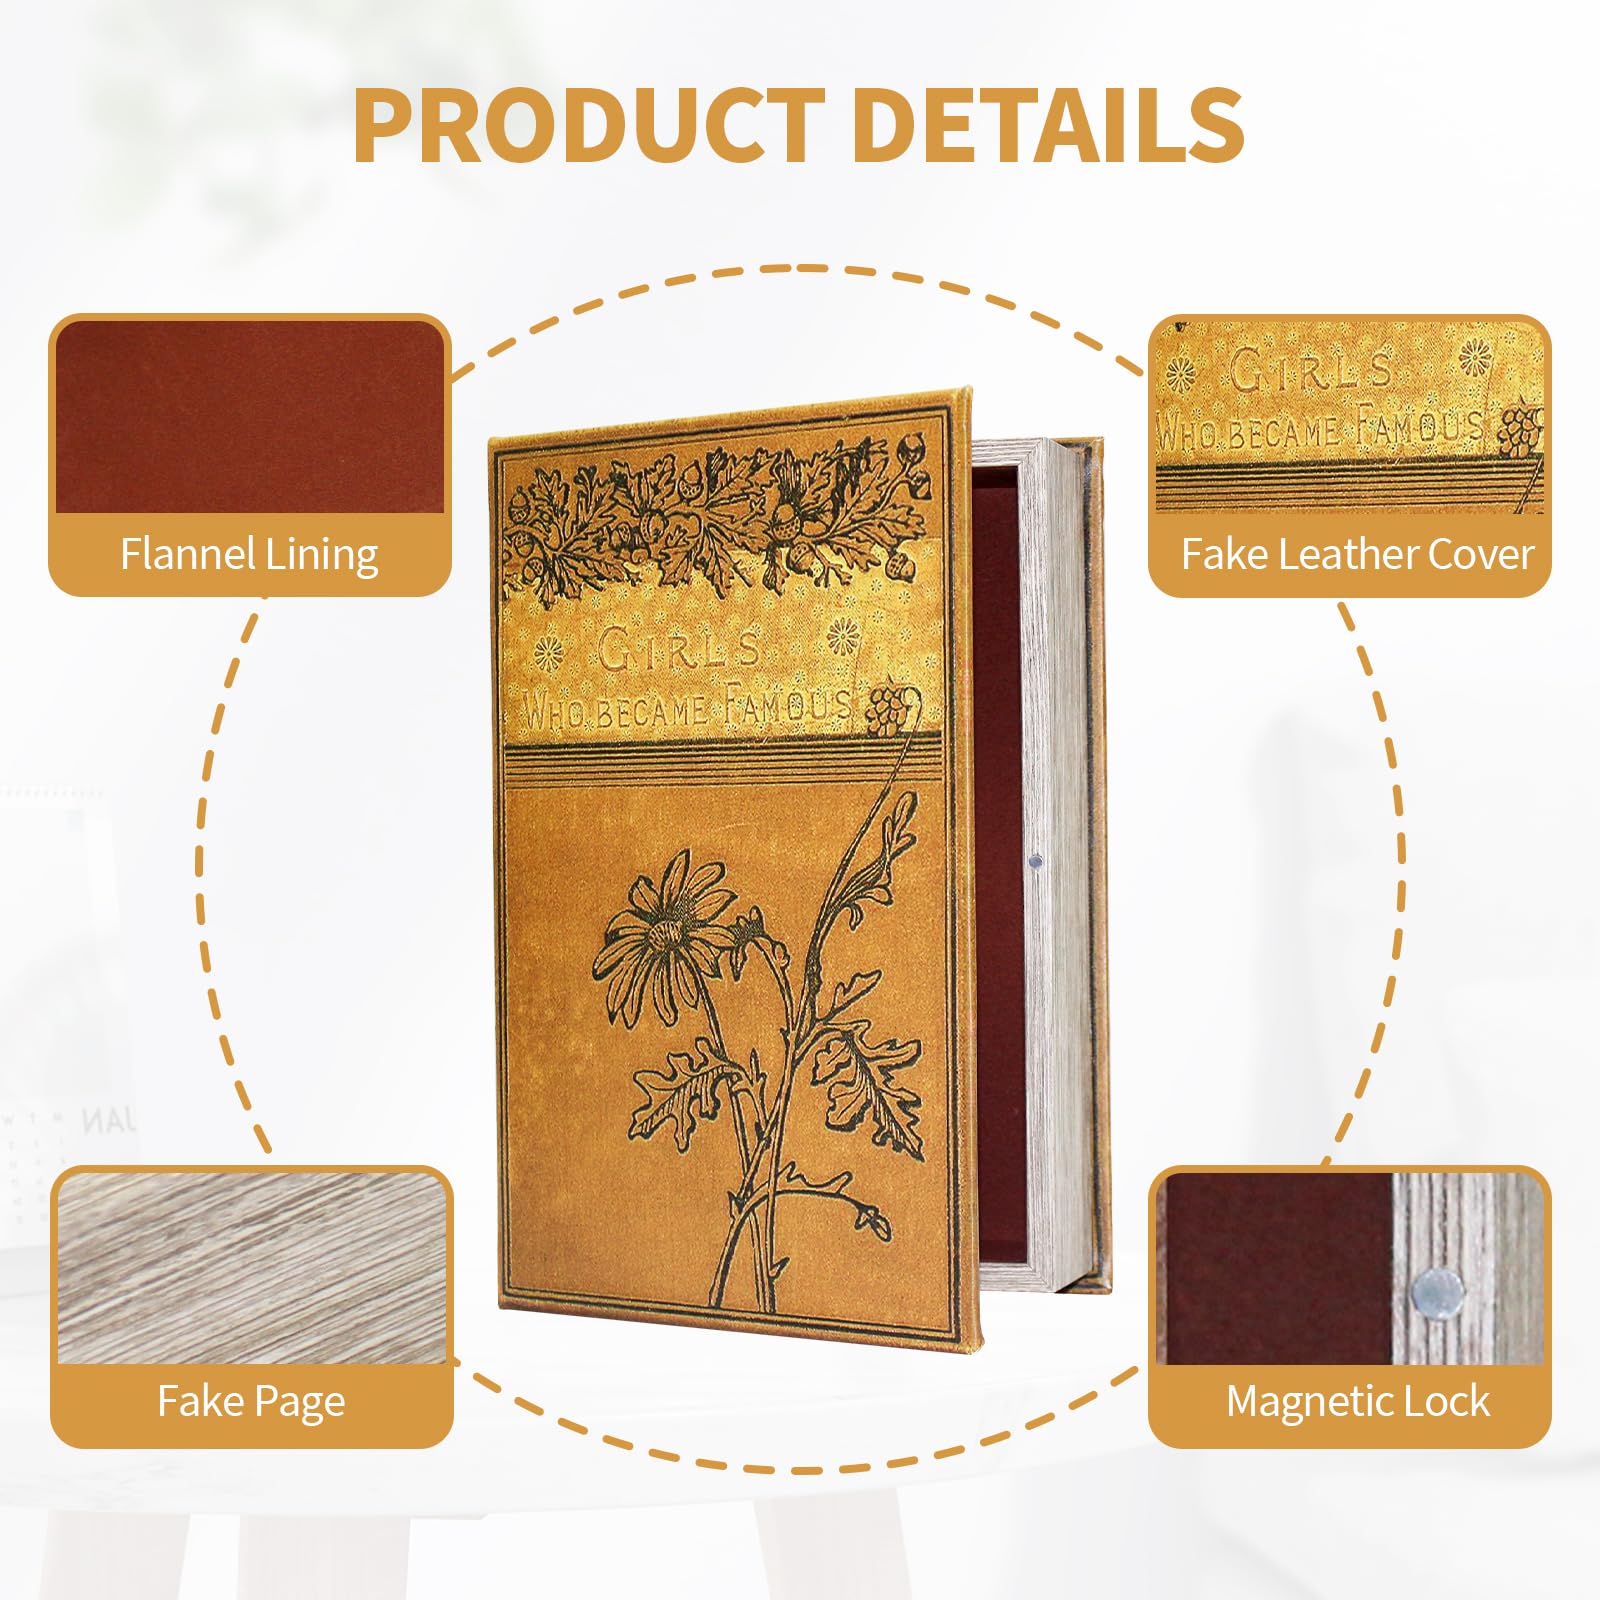 PRODUCT DETAILS
GIRLS
WHO BECAME FAMOUS
Flannel Lining
Fake Leather Cover
GIRLS
WHO BECAME FAMOUS
JAN
Fake Page
Magnetic Lock